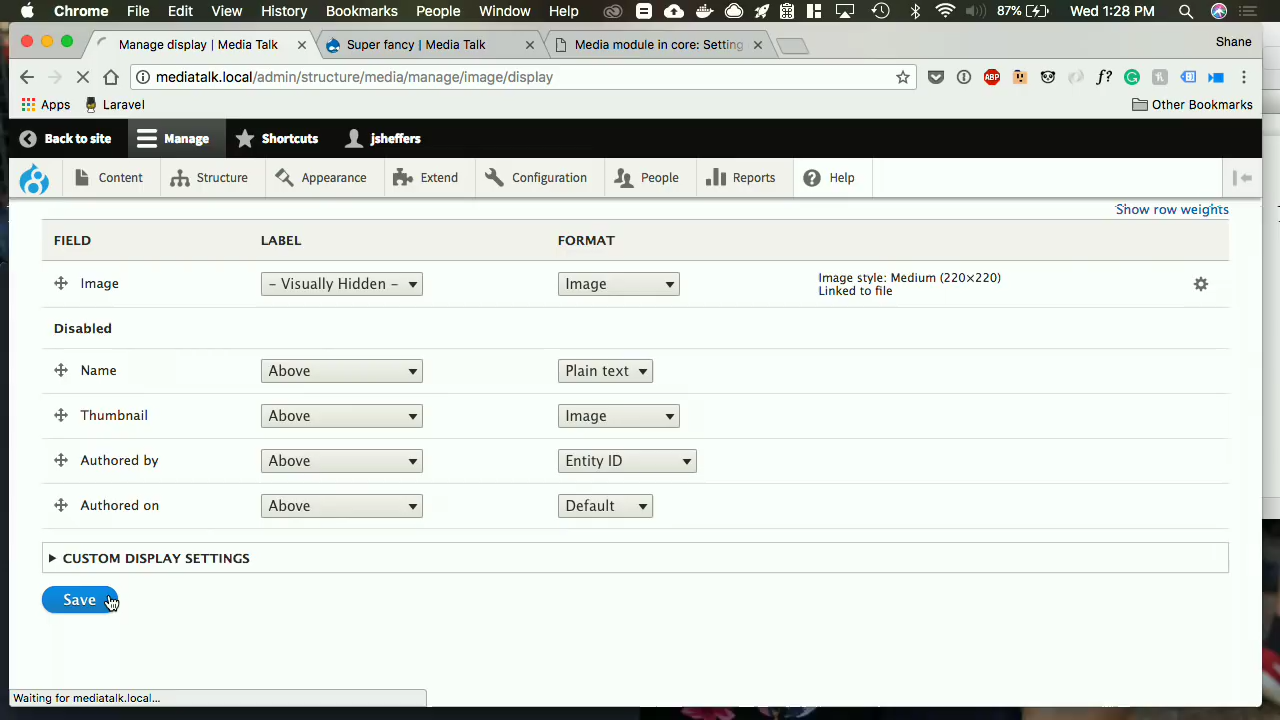 Chrome File Edit View History Bookmarks People Window Help 87% Wed 1:28 PM
Manage display | Media Talk Super fancy | Media Talk Media module in core: Setting Shane
mediatalk.local/admin/structure/media/manage/image/display ABP f?
Apps Laravel Other Bookmarks
Back to site Manage Shortcuts jsheffers
Content Structure Appearance Extend Configuration People Reports Help
Show row weights
FIELD LABEL FORMAT
Image - Visually Hidden - Image Image style: Medium (220×220)
Linked to file
Disabled
Name Above Plain text
Thumbnail Above Image
Authored by Above Entity ID
Authored on Above Default
CUSTOM DISPLAY SETTINGS
Save
Waiting for mediatalk.local...